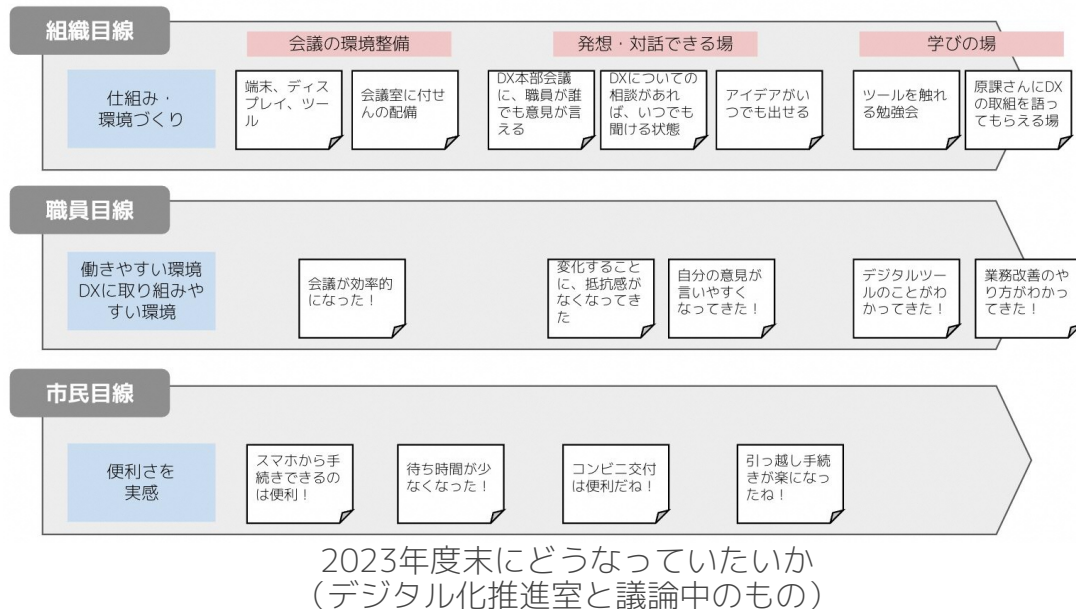 組織目線
会議の環境整備
発想・対話できる場
学びの場
仕組み・
環境づくり
端末、ディス
プレイ、ツー
ル
会議室に付せ
んの配備
DX本部会議
に、職員が誰
でも意見が言
える
DXについての
相談があれ
ば、いつでも
聞ける状態
アイデアがい
つでも出せる
ツールを触れ
る勉強会
原課さんにDX
の取組を語っ
てもらえる場
職員目線
働きやすい環境
DXに取り組みや
すい環境
会議が効率的
になった！
変化すること
に、抵抗感が
なくなってき
た
自分の意見が
言いやすく
なってきた！
デジタルツー
ルのことがわ
かってきた！
業務改善のや
り方がわかっ
てきた！
市民目線
便利さを
実感
スマホから手
続きできるの
は便利！
待ち時間が少
なくなった！
コンビニ交付
は便利だね！
引っ越し手続
きが楽になっ
たね！
2023年度末にどうなっていたいか
（デジタル化推進室と議論中のもの）